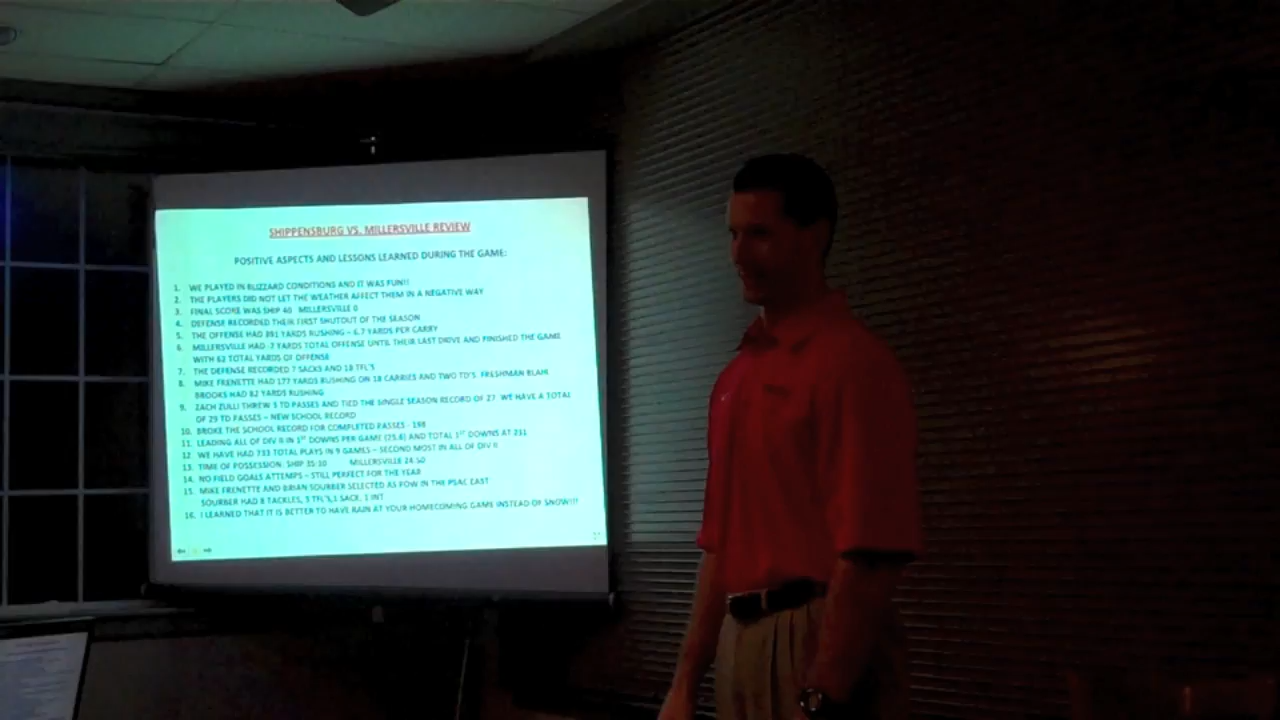 SHIPPENSBURG VS. MILLERSVILLE REVIEW
POSITIVE ASPECTS AND LESSONS LEARNED DURING THE GAME:
1. WE PLAYED IN BLIZZARD CONDITIONS AND IT WAS FUN!!
2. THE PLAYERS DID NOT LET THE WEATHER AFFECT THEM IN A NEGATIVE WAY
3. FINAL SCORE WAS SHIP 40 MILLERSVILLE 0
4. DEFENSE RECORDED THEIR FIRST SHUTOUT OF THE SEASON
5. THE OFFENSE HAD 391 YARDS RUSHING – 6.7 YARDS PER CARRY
6. MILLERSVILLE HAD -7 YARDS TOTAL OFFENSE UNTIL THEIR LAST DRIVE AND FINISHED THE GAME
WITH 62 TOTAL YARDS OF OFFENSE
7. THE DEFENSE RECORDED 7 SACKS AND 13 TFL'S
8. MIKE FRENETTE HAD 177 YARDS RUSHING ON 18 CARRIES AND TWO TD'S FRESHMAN BLAIR
BROOKS HAD 82 YARDS RUSHING
9. ZACH ZULLI THREW 3 TD PASSES AND TIED THE SINGLE SEASON RECORD OF 27 WE HAVE A TOTAL
OF 29 TD PASSES – NEW SCHOOL RECORD
10. BROKE THE SCHOOL RECORD FOR COMPLETED PASSES - 198
11. LEADING ALL OF DIV II IN 1ST DOWNS PER GAME (25.6) AND TOTAL 1ST DOWNS AT 231
12. WE HAVE HAD 733 TOTAL PLAYS IN 9 GAMES – SECOND MOST IN ALL OF DIV II
13. TIME OF POSSESSION: SHIP 35:10 MILLERSVILLE 24:50
14. NO FIELD GOALS ATTEMPS – STILL PERFECT FOR THE YEAR
15. MIKE FRENETTE AND BRIAN SOURBER SELECTED AS POW IN THE PSAC EAST
SOURBER HAD 8 TACKLES, 3 TFL'S,1 SACK, 1 INT
16. I LEARNED THAT IT IS BETTER TO HAVE RAIN AT YOUR HOMECOMING GAME INSTEAD OF SNOW!!!